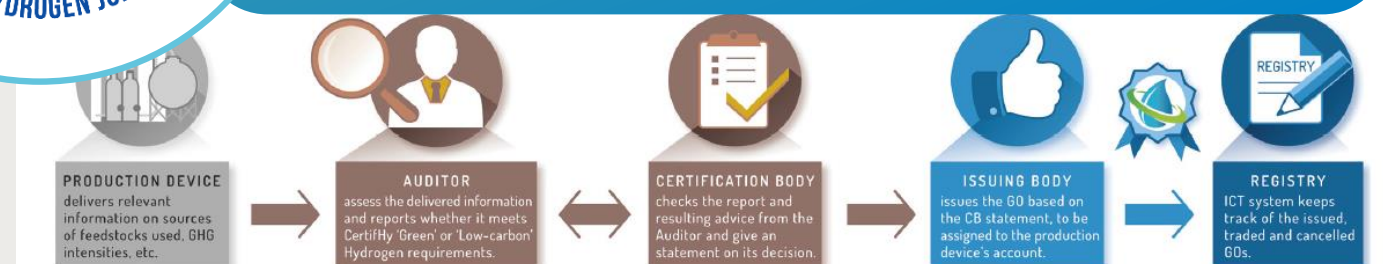 REGISTRY
PRODUCTION DEVICE
delivers relevant
information on sources
of feedstocks used, GHG
intensities, etc.
AUDITOR
assess the delivered information
and reports whether it meets
CertifHy 'Green' or 'Low-carbon'
Hydrogen requirements.
CERTIFICATION BODY
checks the report and
resulting advice from the
Auditor and give an
statement on its decision.
ISSUING BODY
issues the GO based on
the CB statement, to be
assigned to the production
device's account.
REGISTRY
ICT system keeps
track of the issued,
traded and cancelled
GOs.